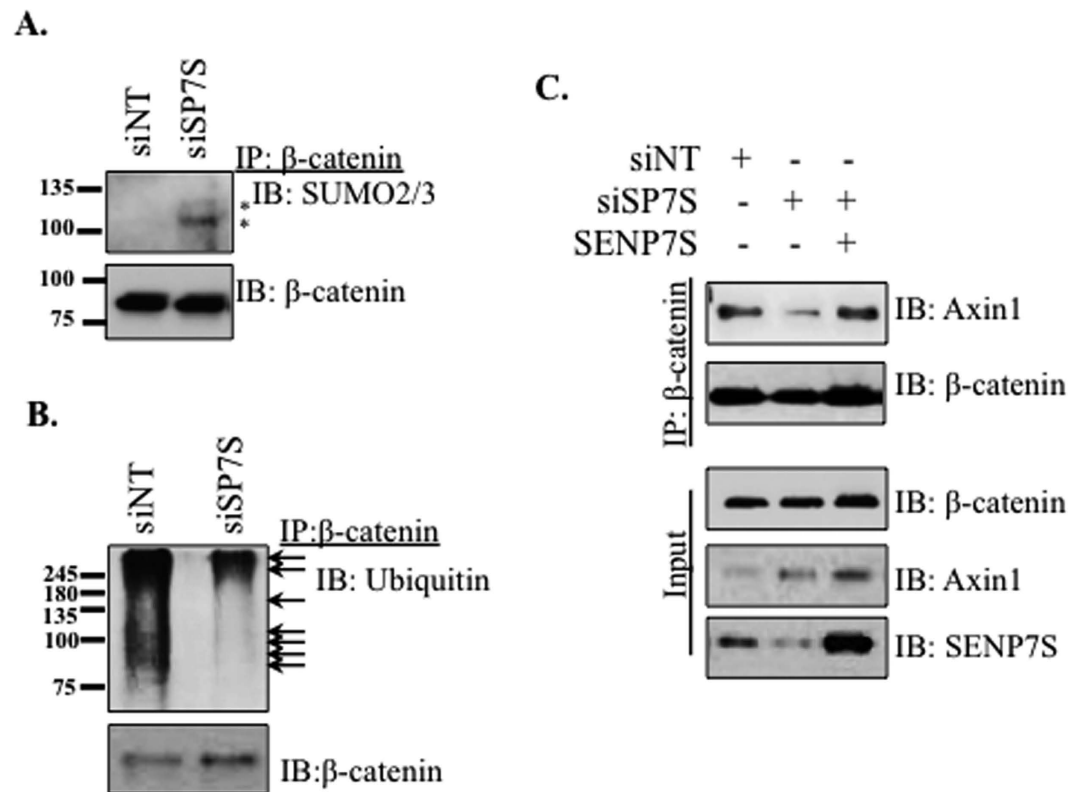 A.
siNT
siSP7S
IP: β-catenin
135
IB: SUMO2/3
*
*
100
100
IB: β-catenin
75
B.
siNT
siSP7S
IP:β-catenin
245
IB: Ubiquitin
180
135
100
75
IB:β-catenin
C.
siNT + - -
siSP7S - + +
SENP7S - - +
IP: β-catenin
IB: Axin1
IB: β-catenin
Input
IB: β-catenin
IB: Axin1
IB: SENP7S